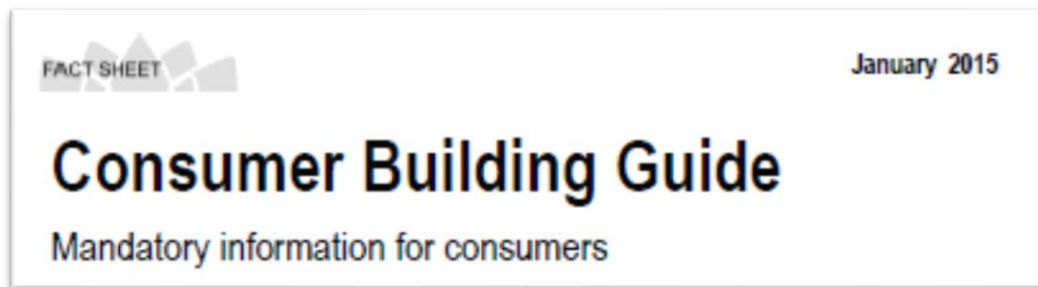 FACT SHEET
January 2015
Consumer Building Guide
Mandatory information for consumers